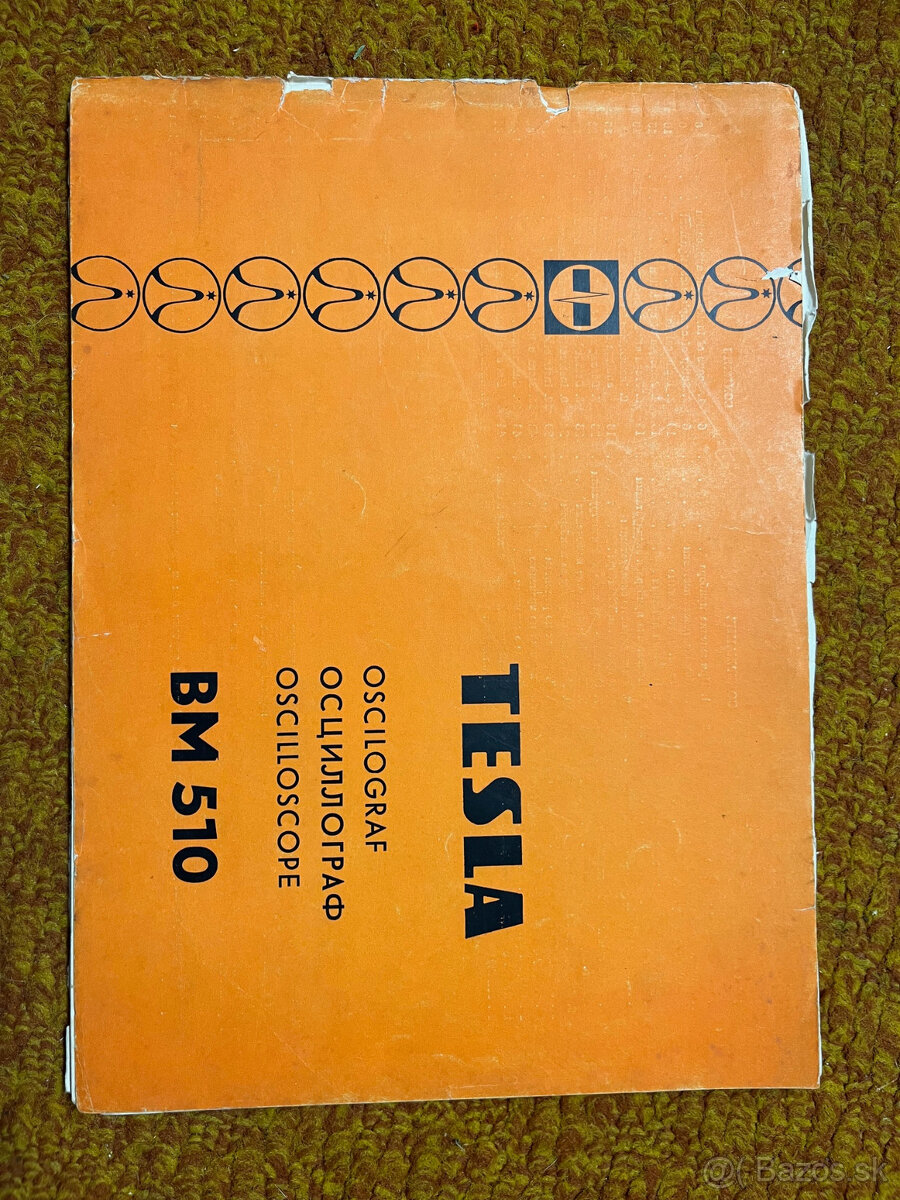 TESLA
OSCILOGRAF
ОСЦИЛЛОГРАФ
OSCILLOSCOPE
BM 510
@( Bazos.sk